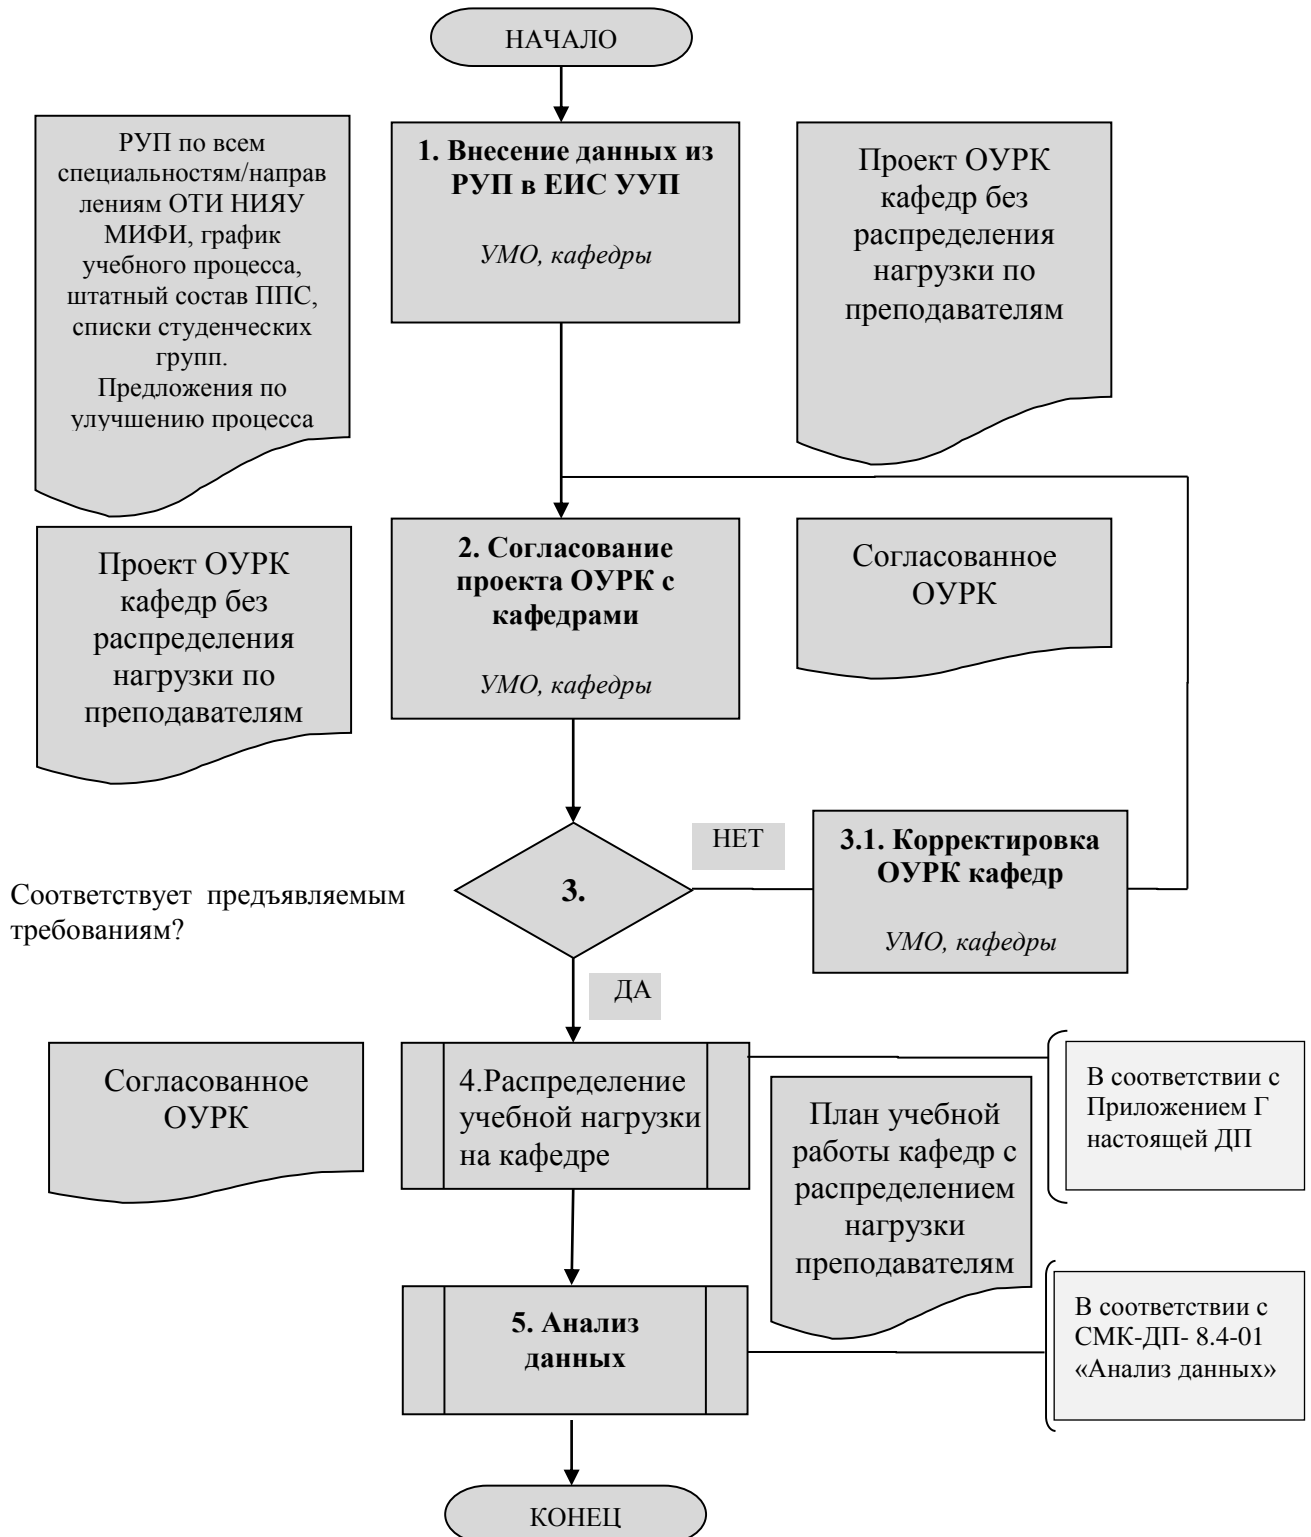 НАЧАЛО
РУП по всем
специальностям/направ
лениям ОТИ НИЯУ
МИФИ, график
учебного процесса,
штатный состав ППС,
списки студенческих
групп.
Предложения по
улучшению процесса
1. Внесение данных из
РУП в ЕИС УУП
УМО, кафедры
Проект ОУРК
кафедр без
распределения
нагрузки по
преподавателям
Проект ОУРК
кафедр без
распределения
нагрузки по
преподавателям
2. Согласование
проекта ОУРК с
кафедрами
УМО, кафедры
Согласованное
ОУРК
Соответствует предъявляемым
требованиям?
3.
НЕТ
3.1. Корректировка
ОУРК кафедр
УМО, кафедры
ДА
Согласованное
ОУРК
4.Распределение
учебной нагрузки
на кафедре
План учебной
работы кафедр с
распределением
нагрузки
преподавателям
В соответствии с
Приложением Г
настоящей ДП
5. Анализ
данных
В соответствии с
СМК-ДП- 8.4-01
«Анализ данных»
КОНЕЦ